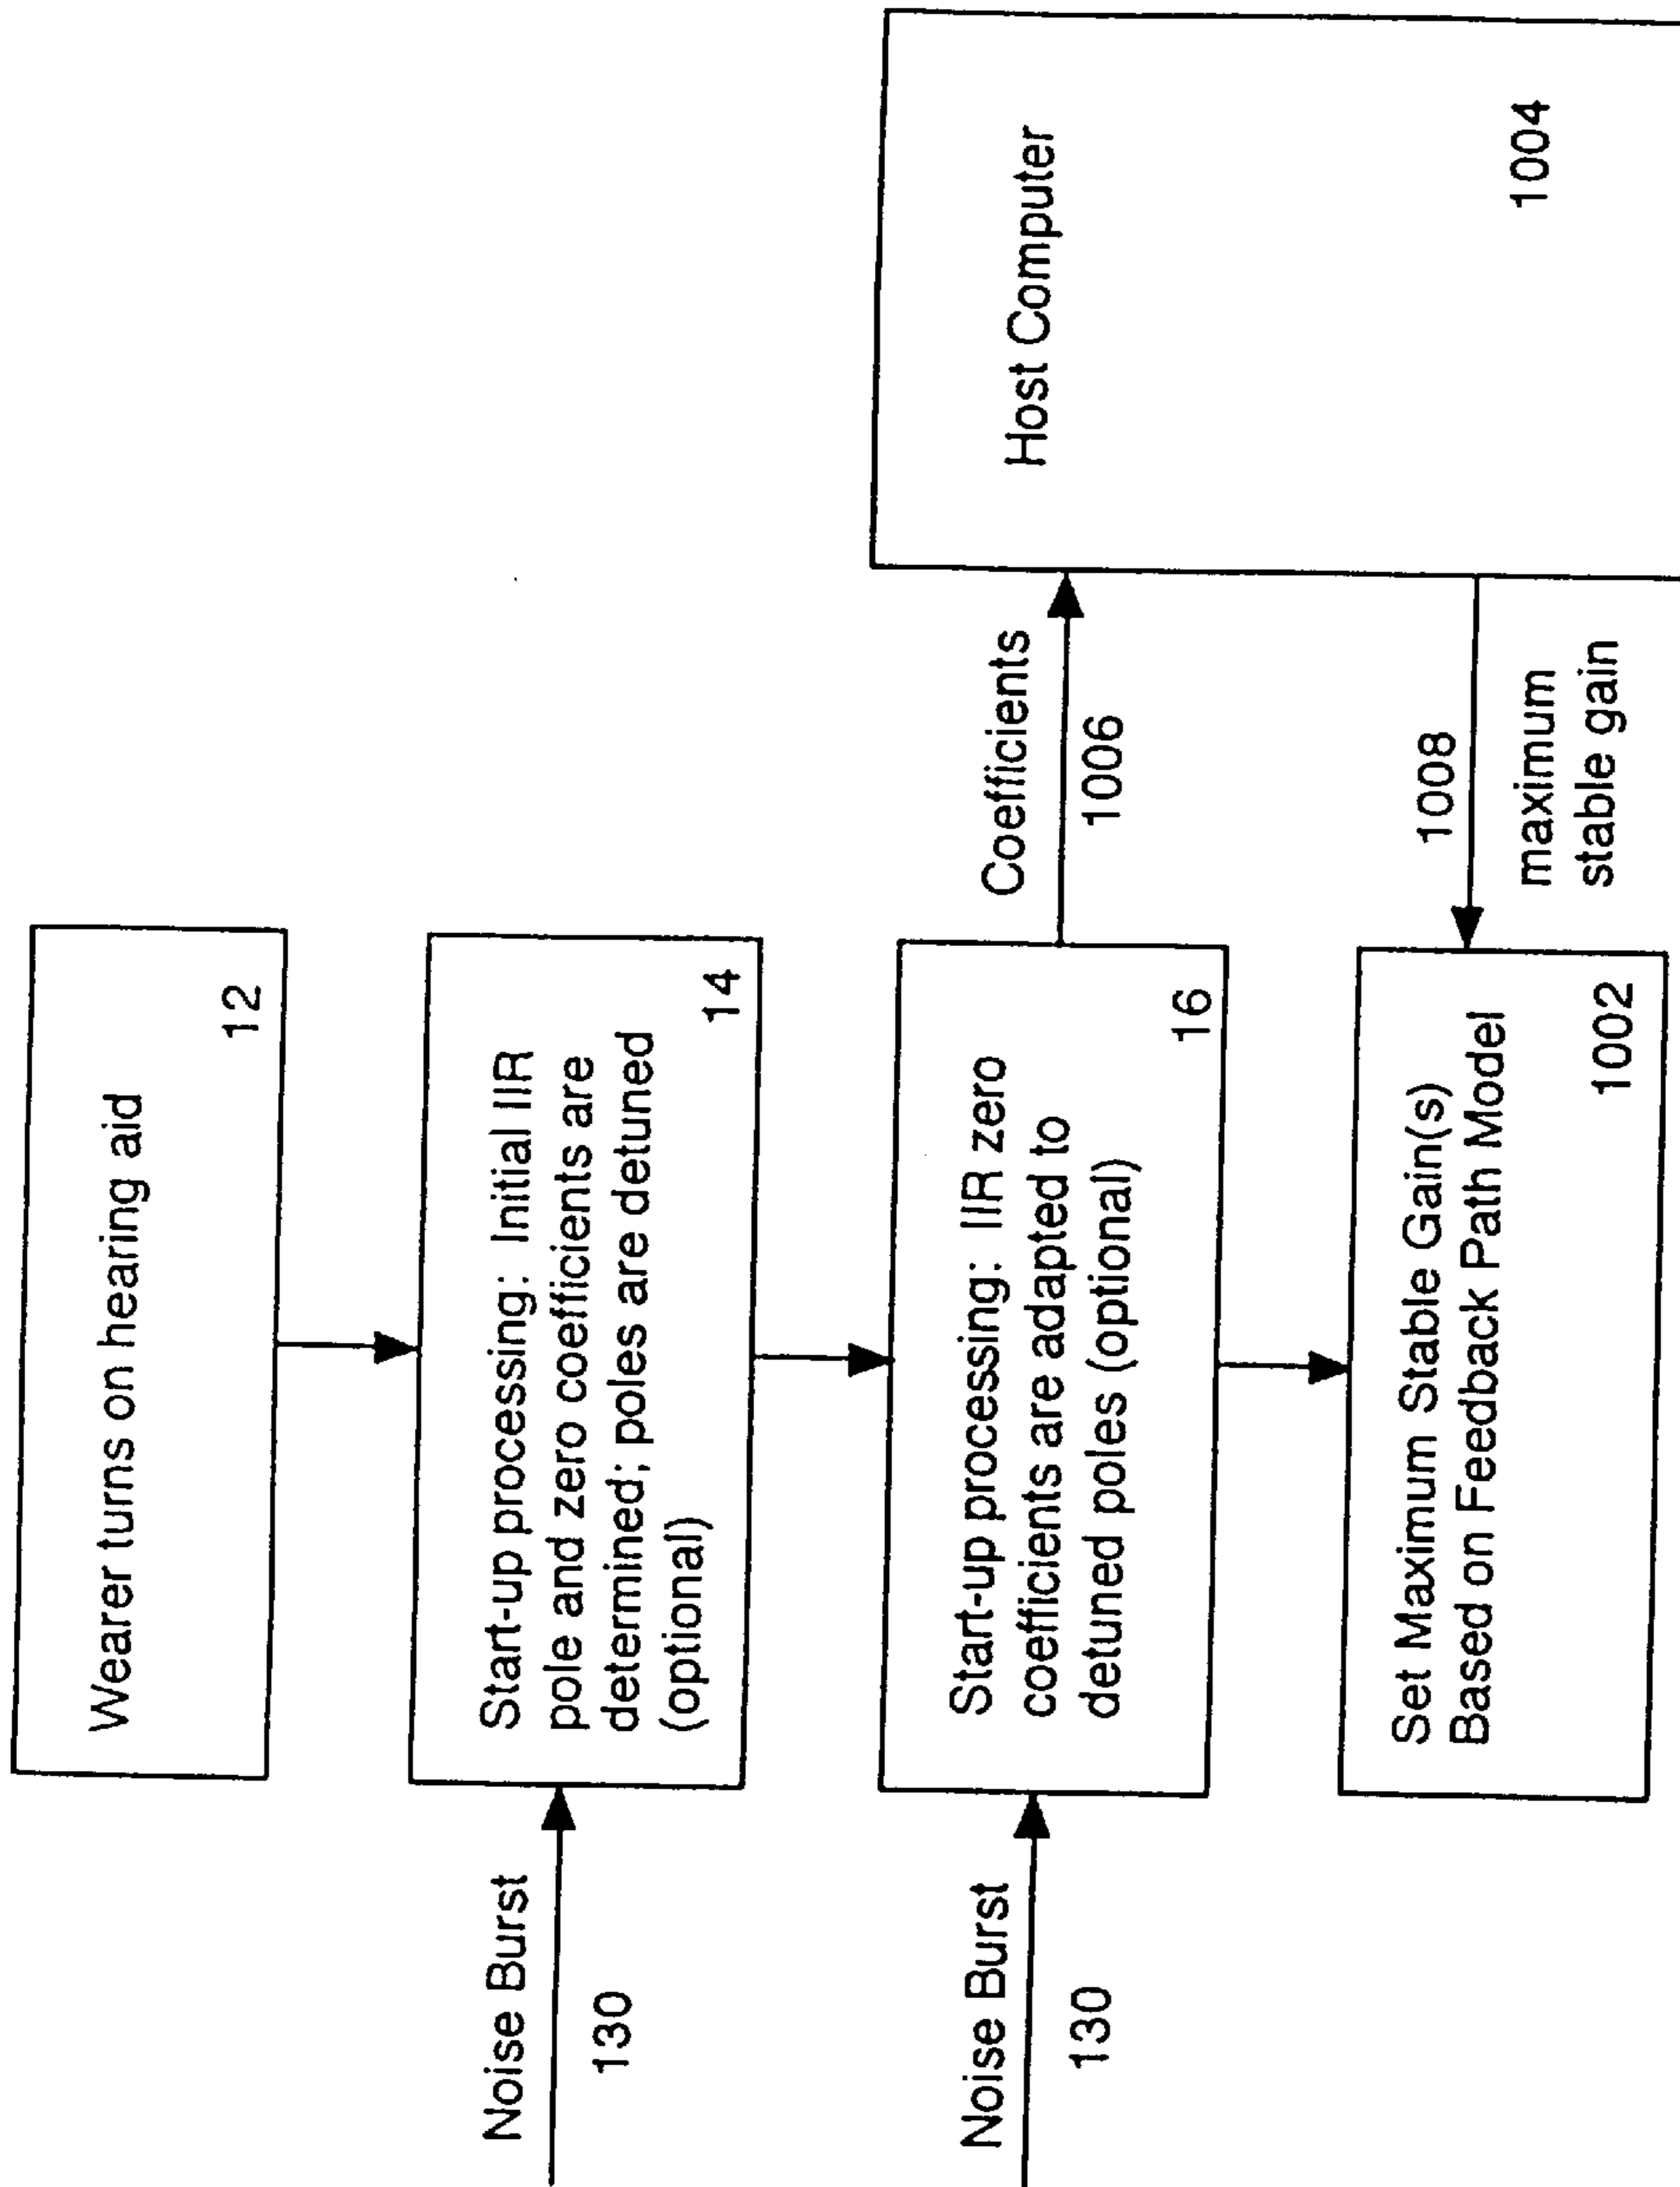 Wearer turns on hearing aid
12
Noise Burst
130
Start-up processing: Initial IIR
pole and zero coefficients are
determined; poles are detuned
(optional)
14
Noise Burst
130
Start-up processing: IIR zero
coefficients are adapted to
detuned poles (optional)
16
Coefficients
1006
Host Computer
1004
1008
maximum
stable gain
Set Maximum Stable Gain(s)
Based on Feedback Path Model
1002